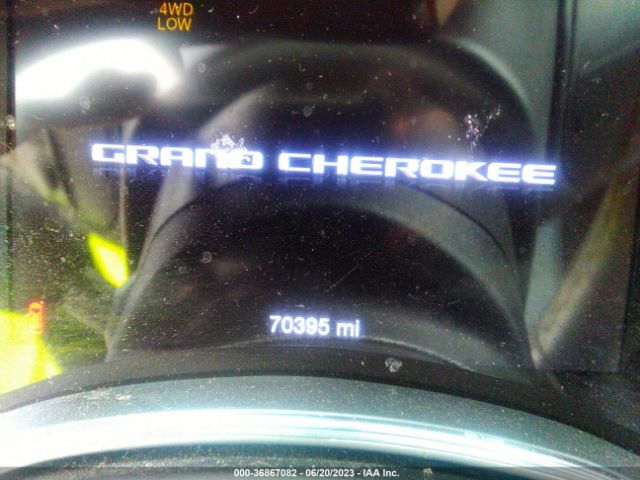 4WD
LOW
GRAND CHEROKEE
70395 mi
000-36867082 - 06/20/2023 - IAA Inc.